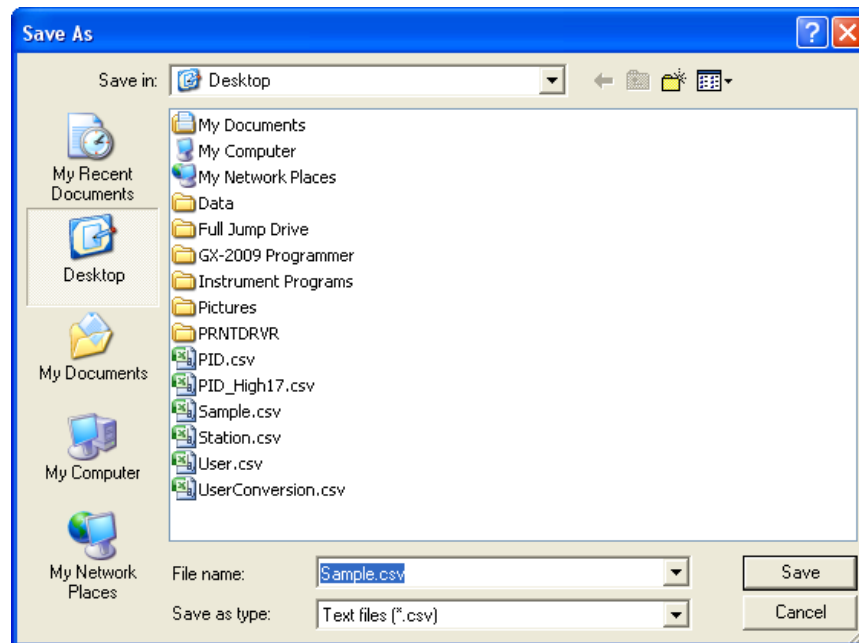 Save As
Save in:
Desktop
My Recent
Documents
Desktop
My Documents
My Computer
My Network
Places
My Documents
My Computer
My Network Places
Data
Full Jump Drive
GX-2009 Programmer
Instrument Programs
Pictures
PRNTDRVR
PID.csv
PID_High17.csv
Sample.csv
Station.csv
User.csv
UserConversion.csv
File name:
Sample.csv
Save
Save as type:
Text files (*.csv)
Cancel